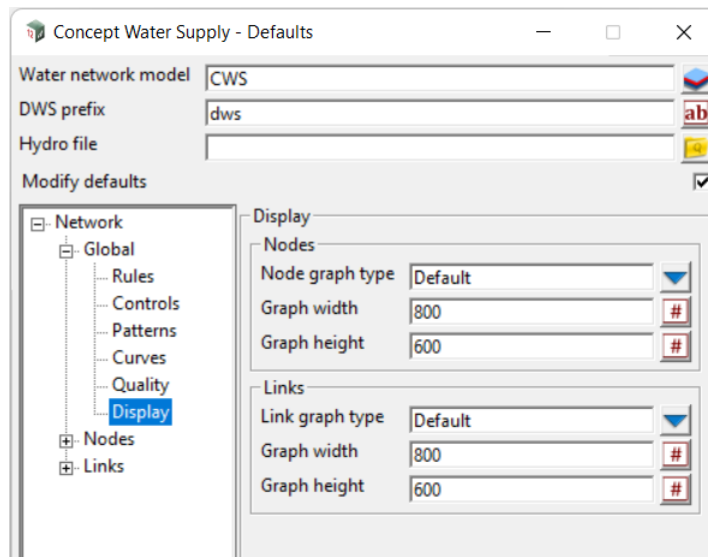 Concept Water Supply - Defaults
Water network model CWS
DWS prefix dws ab
Hydro file
Modify defaults
Network
Global
Rules
Controls
Patterns
Curves
Quality
Display
Nodes
Links
Display
Nodes
Node graph type Default
Graph width 800 #
Graph height 600 #
Links
Link graph type Default
Graph width 800 #
Graph height 600 #